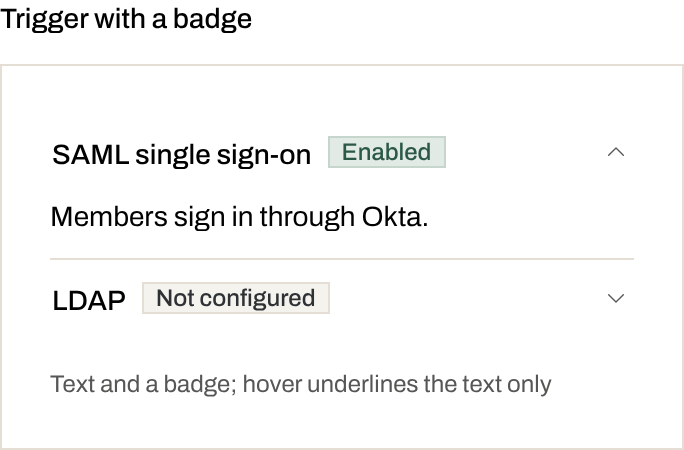 Trigger with a badge
SAML single sign-on Enabled
Members sign in through Okta.
LDAP Not configured
Text and a badge; hover underlines the text only